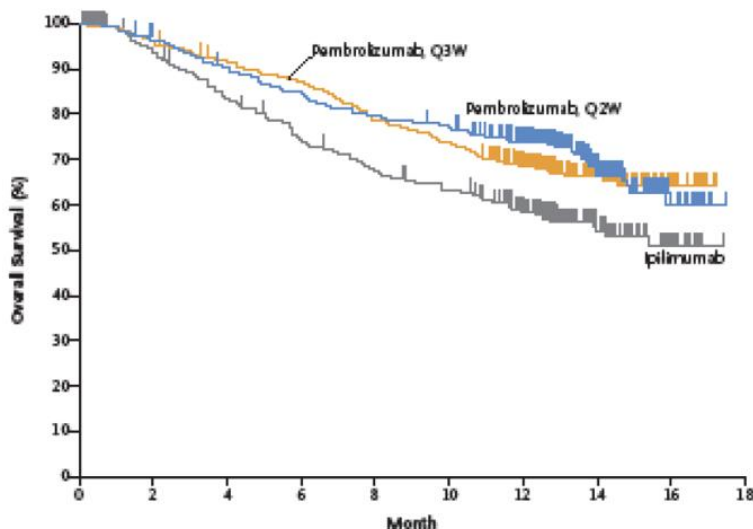 100
90
80
70
60
50
40
30
20
10
0
Overall Survival (%)
Pembrolizumab, Q3W
Pembrolizumab, Q2W
Ipilimumab
0 2 4 6 8 10 12 14 16 18
Month